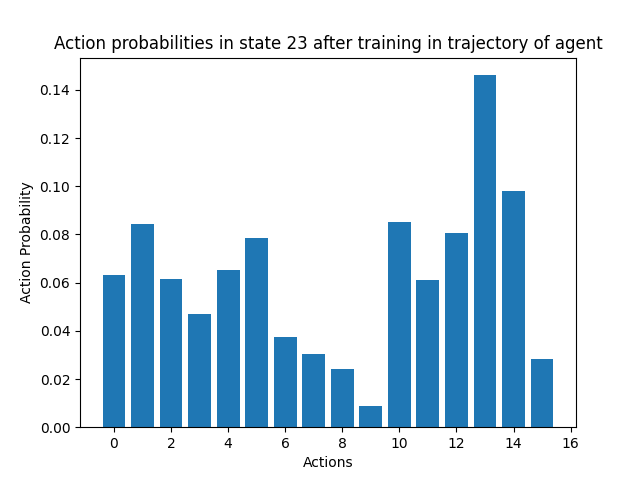 Action probabilities in state 23 after training in trajectory of agent
0.14
0.12
0.10
0.08
0.06
0.04
0.02
0.00
Action Probability
0 2 4 6 8 10 12 14 16
Actions